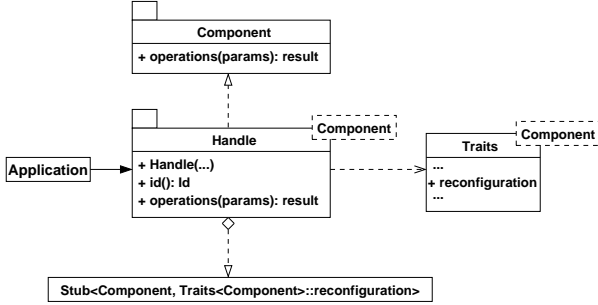 Component
+ operations(params): result
Component
Handle
Component
Application
+ Handle(...)
+ id(): Id
+ operations(params): result
Traits
...
+ reconfiguration
...
Stub<Component, Traits<Component>::reconfiguration>